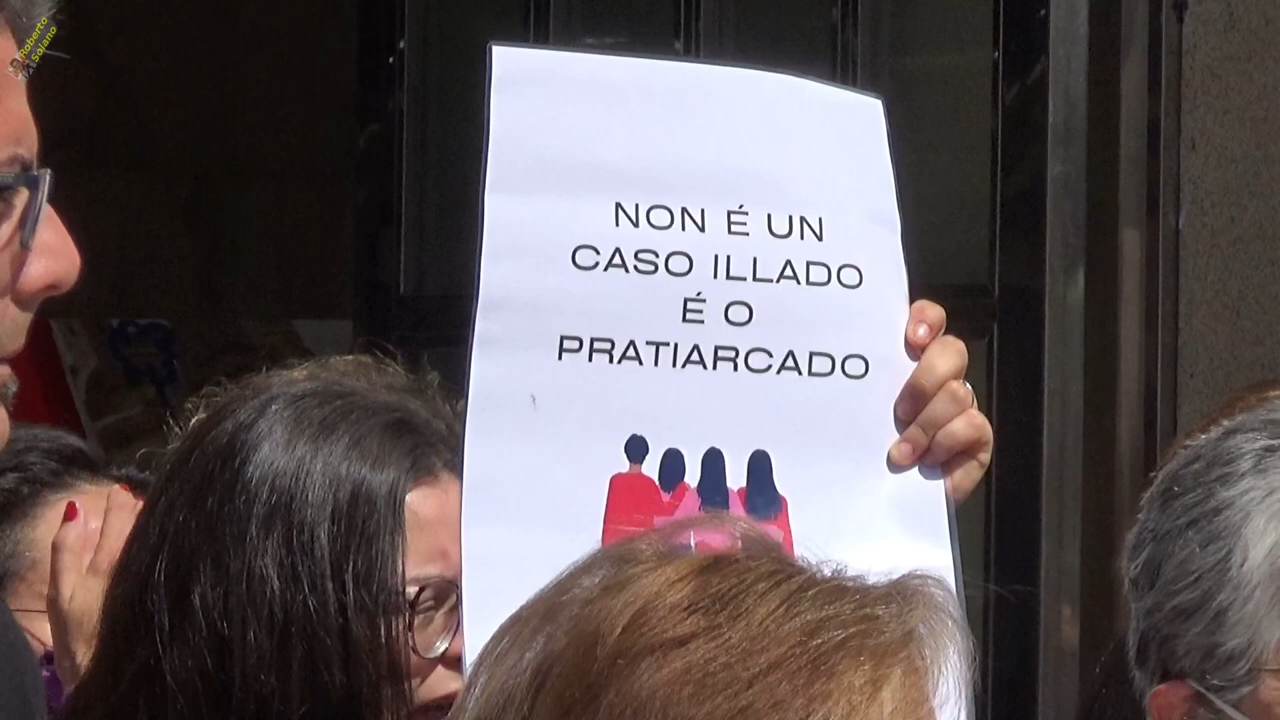 Roberto
Solano
NON É UN
CASO ILLADO
É O
PRATIARCADO